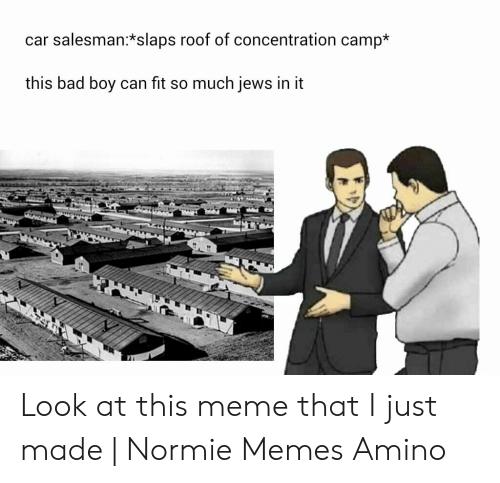 car salesman:*slaps roof of concentration camp*
this bad boy can fit so much jews in it
Look at this meme that I just
made | Normie Memes Amino